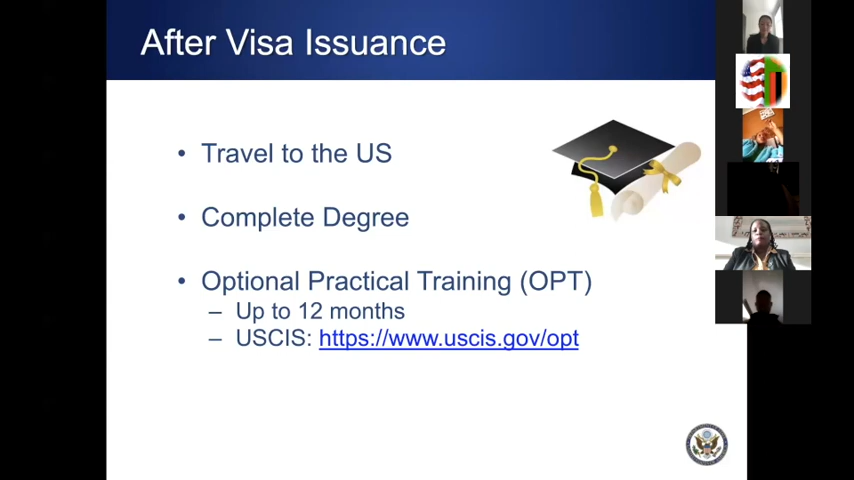 After Visa Issuance
• Travel to the US
• Complete Degree
• Optional Practical Training (OPT)
– Up to 12 months
– USCIS: https://www.uscis.gov/opt